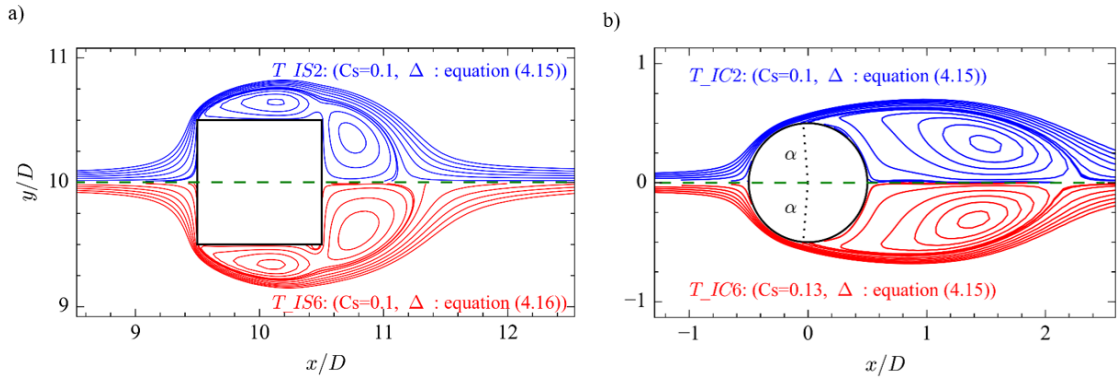 a)
b)
11
10
9
y/D
9
10
11
12
x/D
T_IS2: (Cs=0.1, Δ : equation (4.15))
T_IS6: (Cs=0.1, Δ : equation (4.16))
1
0
−1
−1
0
1
2
x/D
T_IC2: (Cs=0.1, Δ : equation (4.15))
α
α
T_IC6: (Cs=0.13, Δ : equation (4.15))